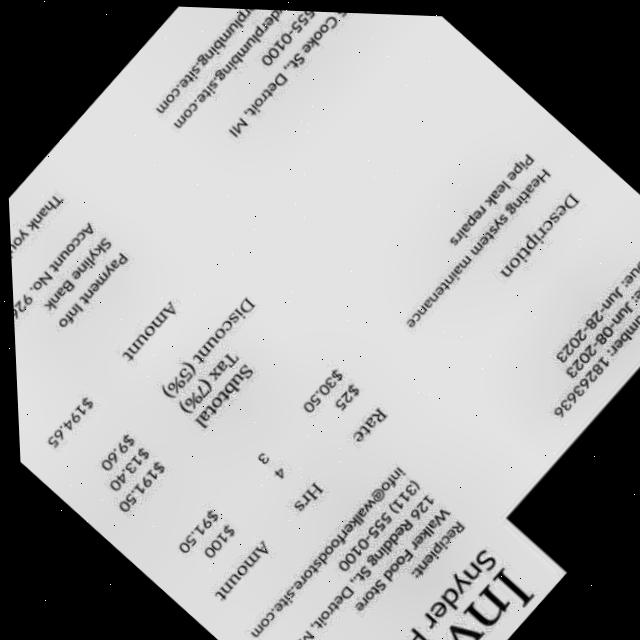 Inv
Snyder P
Recipient:
Walker Food Store
126 Redding St., Detroit, M
(311) 555-0100
info@walkerfoodstore.site.com
umber: 18263636
Jun-08-2023
ue: Jun-28-2023
Description Rate Hrs Amount
Heating system maintenance $25 4 $100
Pipe leak repairs $30.50 3 $91.50
Subtotal $191.50
Tax (7%) $13.40
Discount (5%) $9.60
Amount $194.65
Payment Info
Skyline Bank
Account No. 924
Thank you
Cooke St., Detroit, MI
555-0100
derplumbing.site.com
rplumbing.site.com